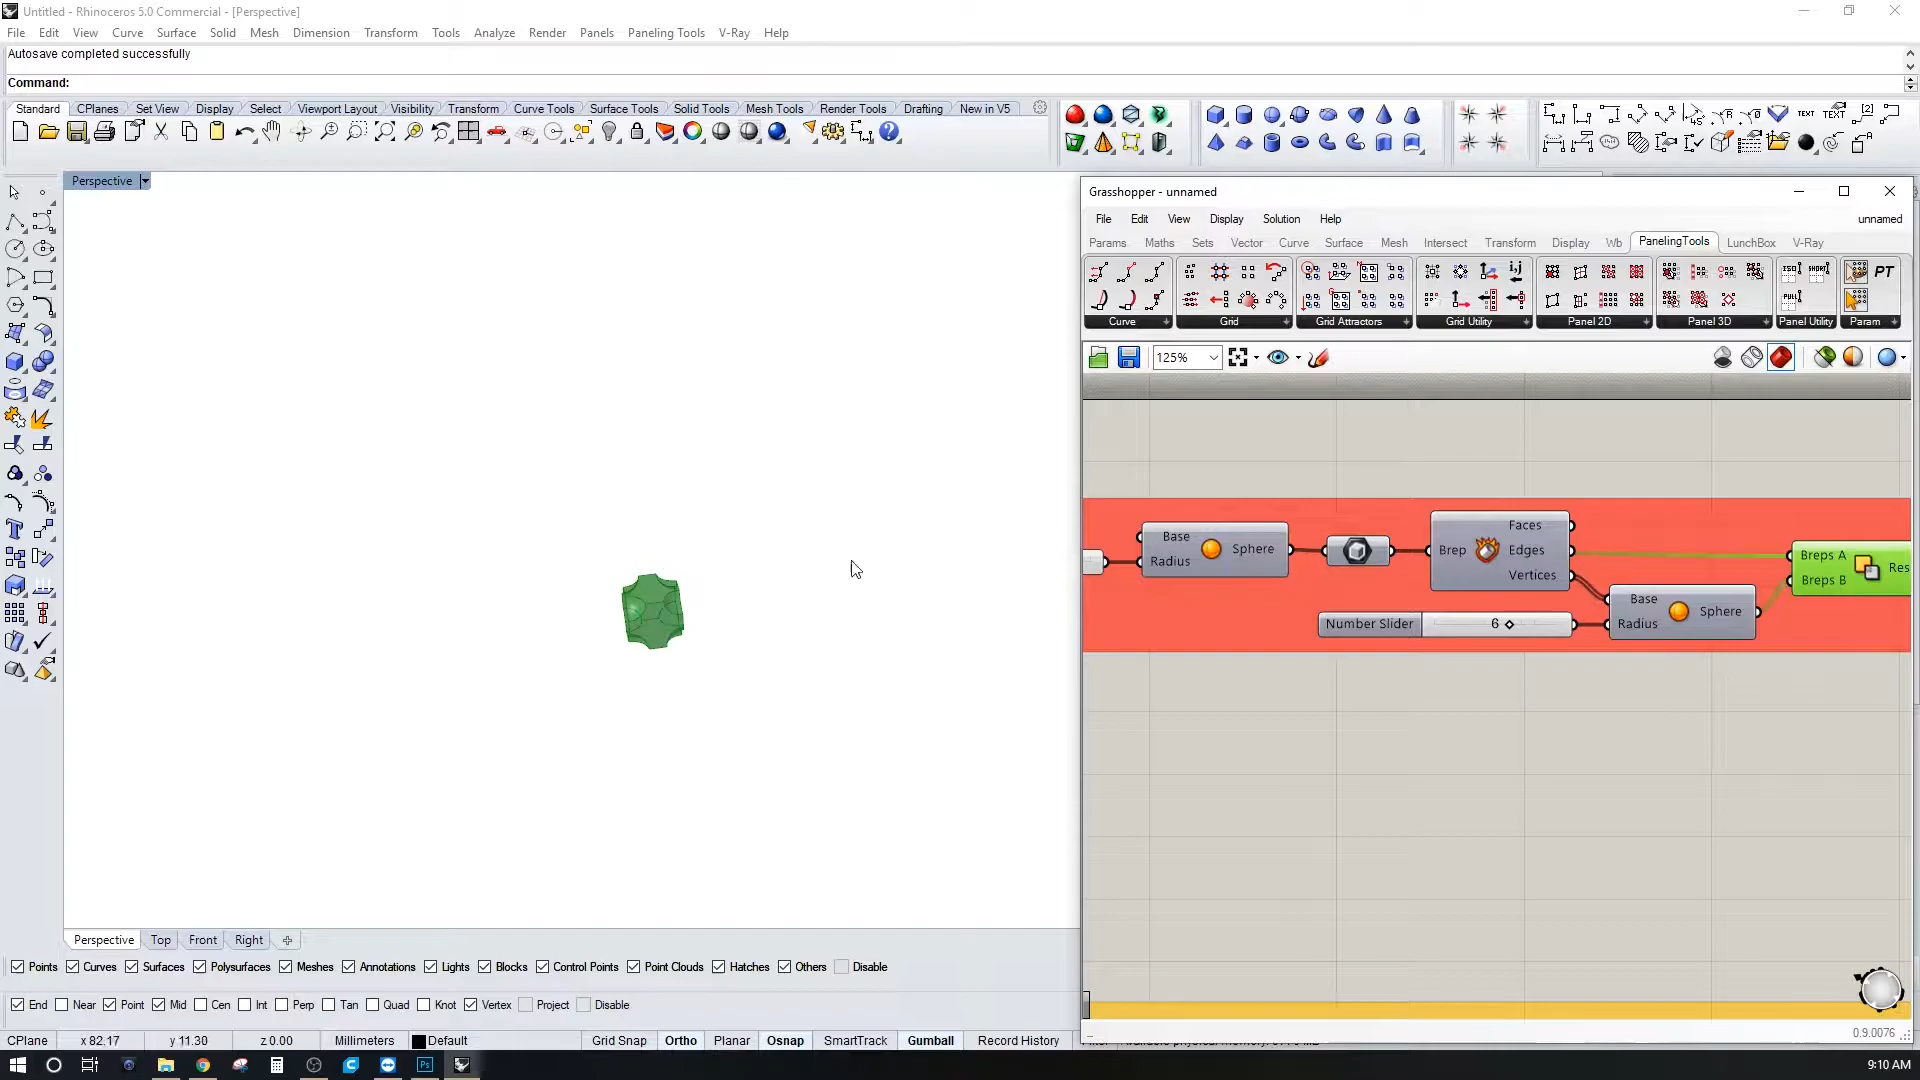 Untitled - Rhinoceros 5.0 Commercial - [Perspective]
File Edit View Curve Surface Solid Mesh Dimension Transform Tools Analyze Render Panels Paneling Tools V-Ray Help
Autosave completed successfully
Command:
Standard CPlanes Set View Display Select Viewport Layout Visibility Transform Curve Tools Surface Tools Solid Tools Mesh Tools Render Tools Drafting New in V5
TEXT TEXT
Perspective
Grasshopper - unnamed
File Edit View Display Solution Help unnamed
Params Maths Sets Vector Curve Surface Mesh Intersect Transform Display Wb PanelingTools LunchBox V-Ray
PT
Curve Grid Grid Attractors Grid Utility Panel 2D Panel 3D Panel Utility Param
125%
Base
Radius
Sphere
Brep
Faces
Edges
Vertices
Breps A
Breps B
Res
Number Slider 6
Base
Radius
Sphere
Perspective Top Front Right
Points Curves Surfaces Polysurfaces Meshes Annotations Lights Blocks Control Points Point Clouds Hatches Others Disable
End Near Point Mid Cen Int Perp Tan Quad Knot Vertex Project Disable
0.9.0076
CPlane x 82.17 y 11.30 z 0.00 Millimeters Default Grid Snap Ortho Planar Osnap SmartTrack Gumball Record History
Ps
9:10 AM